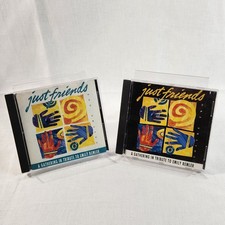 just friends
A GATHERING IN TRIBUTE TO EMILY REMLER
just friends
A GATHERING IN TRIBUTE TO EMILY REMLER